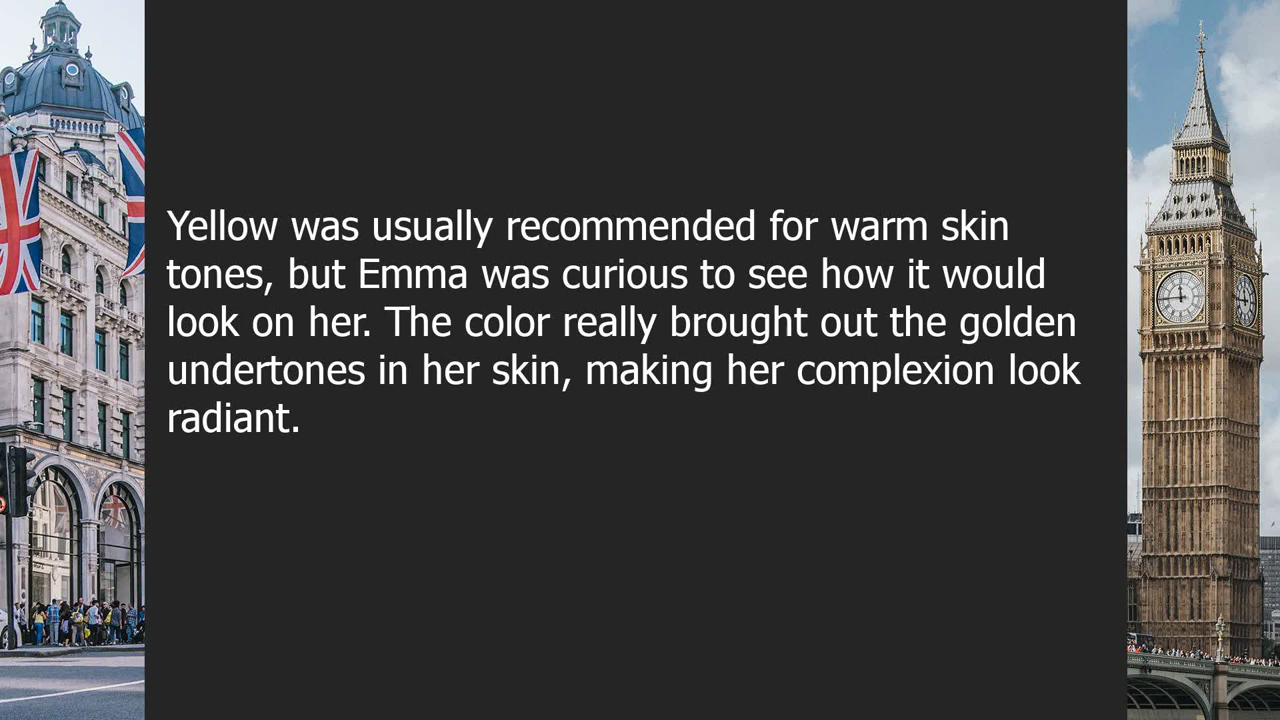 Yellow was usually recommended for warm skin
tones, but Emma was curious to see how it would
look on her. The color really brought out the golden
undertones in her skin, making her complexion look
radiant.